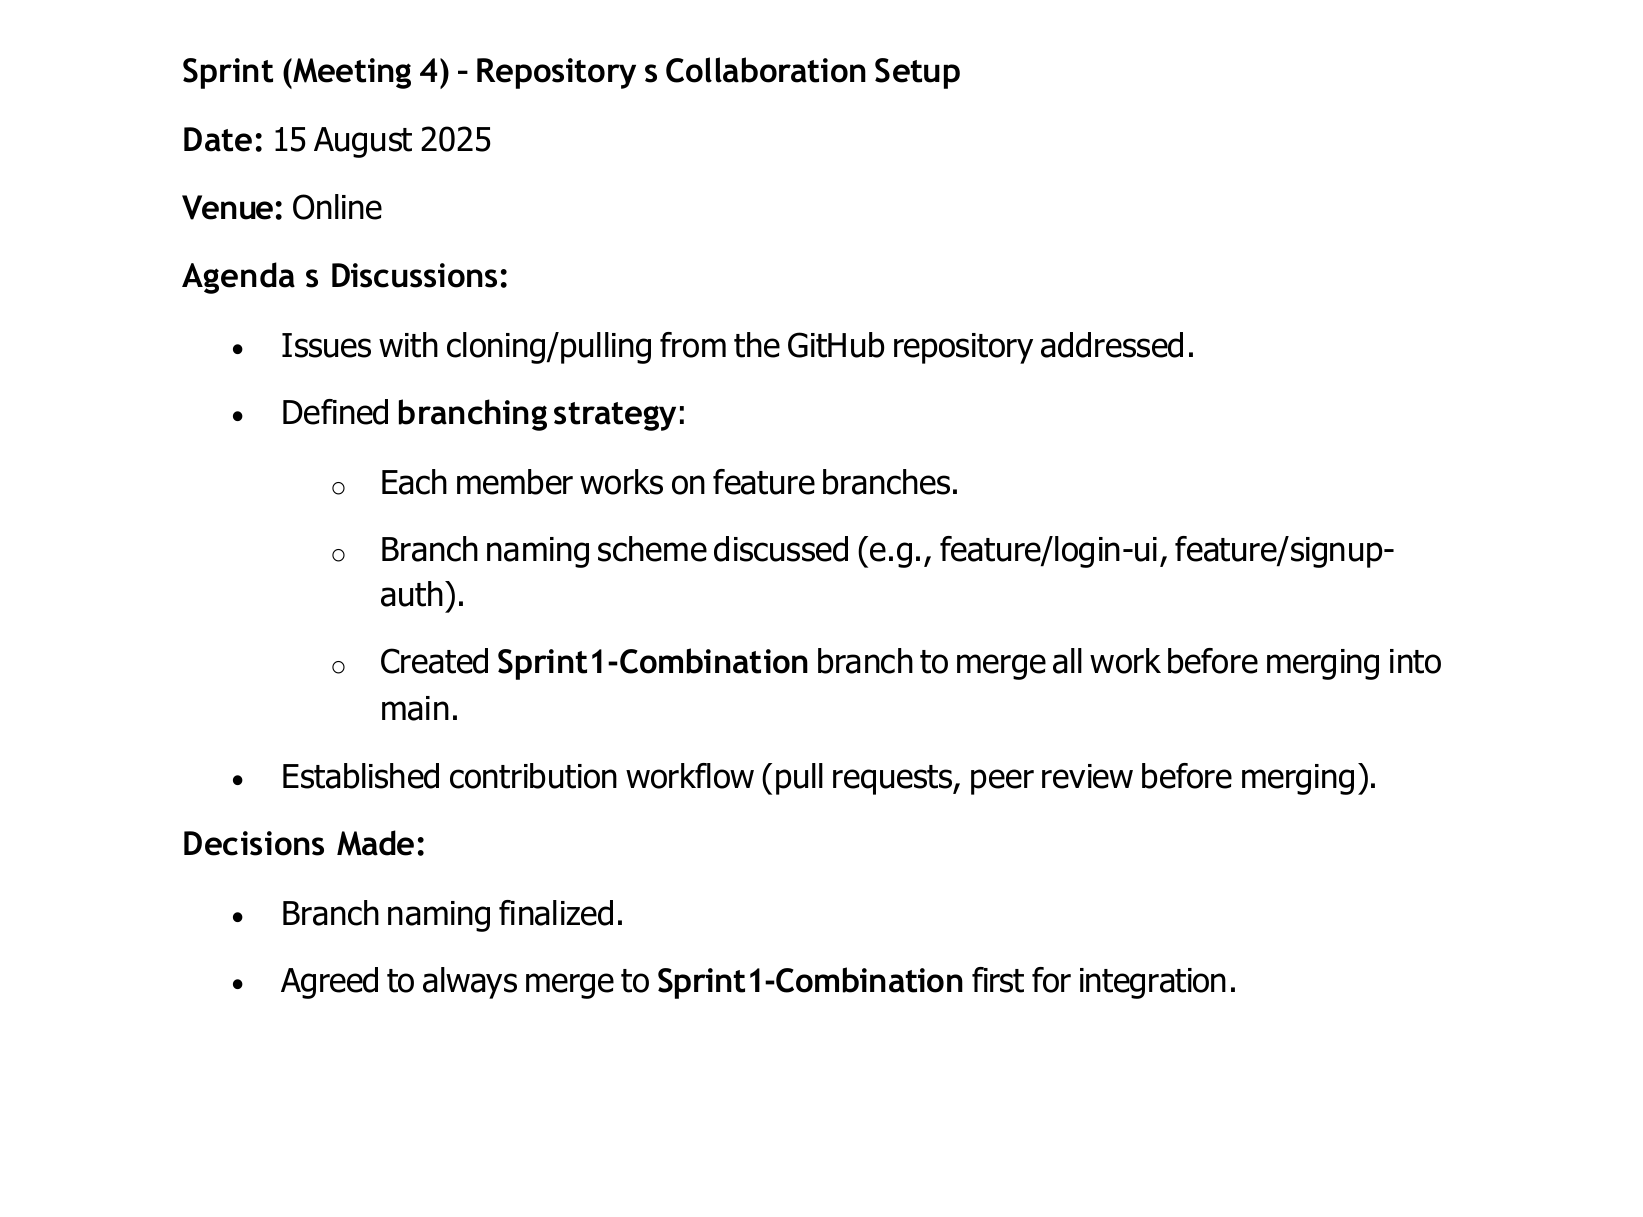 Sprint (Meeting 4) – Repository s Collaboration Setup
Date: 15 August 2025
Venue: Online
Agenda s Discussions:
• Issues with cloning/pulling from the GitHub repository addressed.
• Defined branching strategy:
○ Each member works on feature branches.
○ Branch naming scheme discussed (e.g., feature/login-ui, feature/signup-
auth).
○ Created Sprint1-Combination branch to merge all work before merging into
main.
• Established contribution workflow (pull requests, peer review before merging).
Decisions Made:
• Branch naming finalized.
• Agreed to always merge to Sprint1-Combination first for integration.